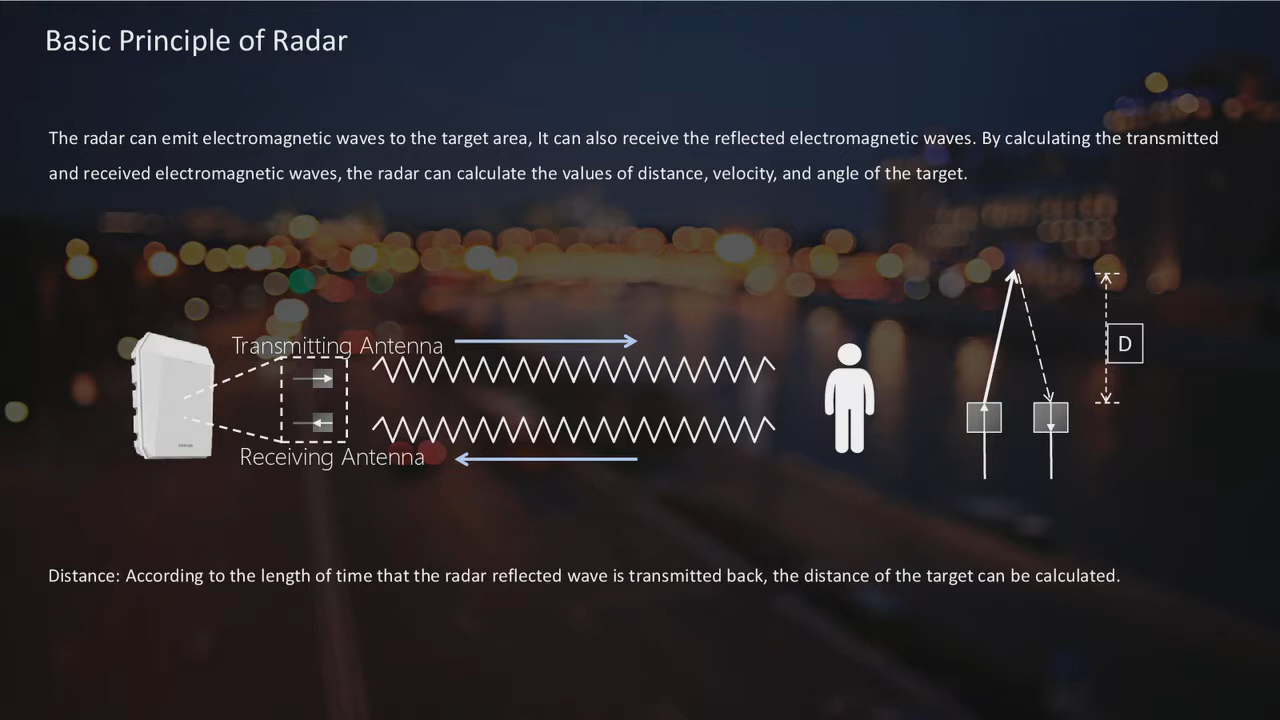 Basic Principle of Radar
The radar can emit electromagnetic waves to the target area, It can also receive the reflected electromagnetic waves. By calculating the transmitted
and received electromagnetic waves, the radar can calculate the values of distance, velocity, and angle of the target.
Transmitting Antenna
D
Receiving Antenna
Distance: According to the length of time that the radar reflected wave is transmitted back, the distance of the target can be calculated.